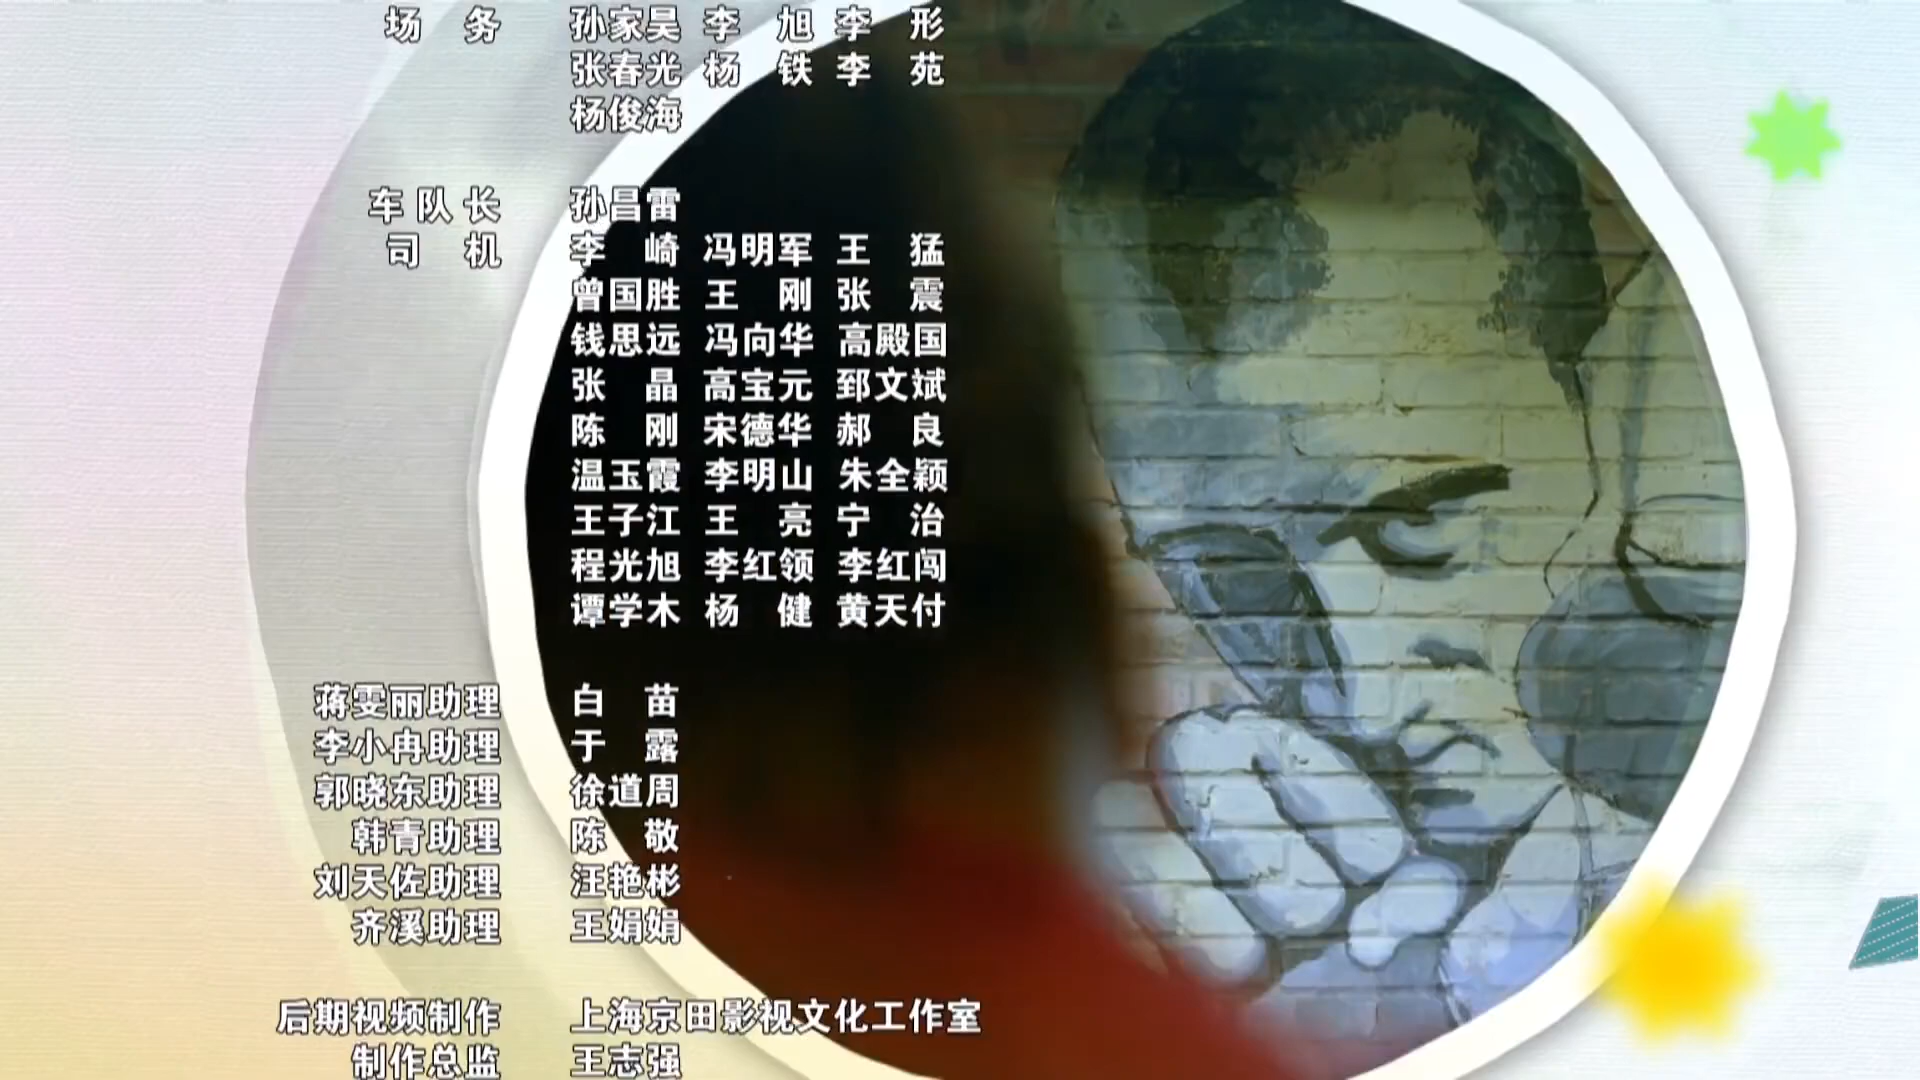 场 务 孙家昊 李 旭 李 彤
张春光 杨 铁 李 苑
杨俊海
车队长 孙昌雷
司 机 李 崎 冯明军 王 猛
曾国胜 王 刚 张 震
钱思远 冯向华 高殿国
张 晶 高宝元 郅文斌
陈 刚 宋德华 郝 良
温玉霞 李明山 朱全颖
王子江 王 亮 宁 治
程光旭 李红领 李红闯
谭学木 杨 健 黄天付
蒋雯丽助理 白 苗
李小冉助理 于 露
郭晓东助理 徐道周
韩青助理 陈 敬
刘天佐助理 汪艳彬
齐溪助理 王娟娟
后期视频制作 上海京田影视文化工作室
制作总监 王志强